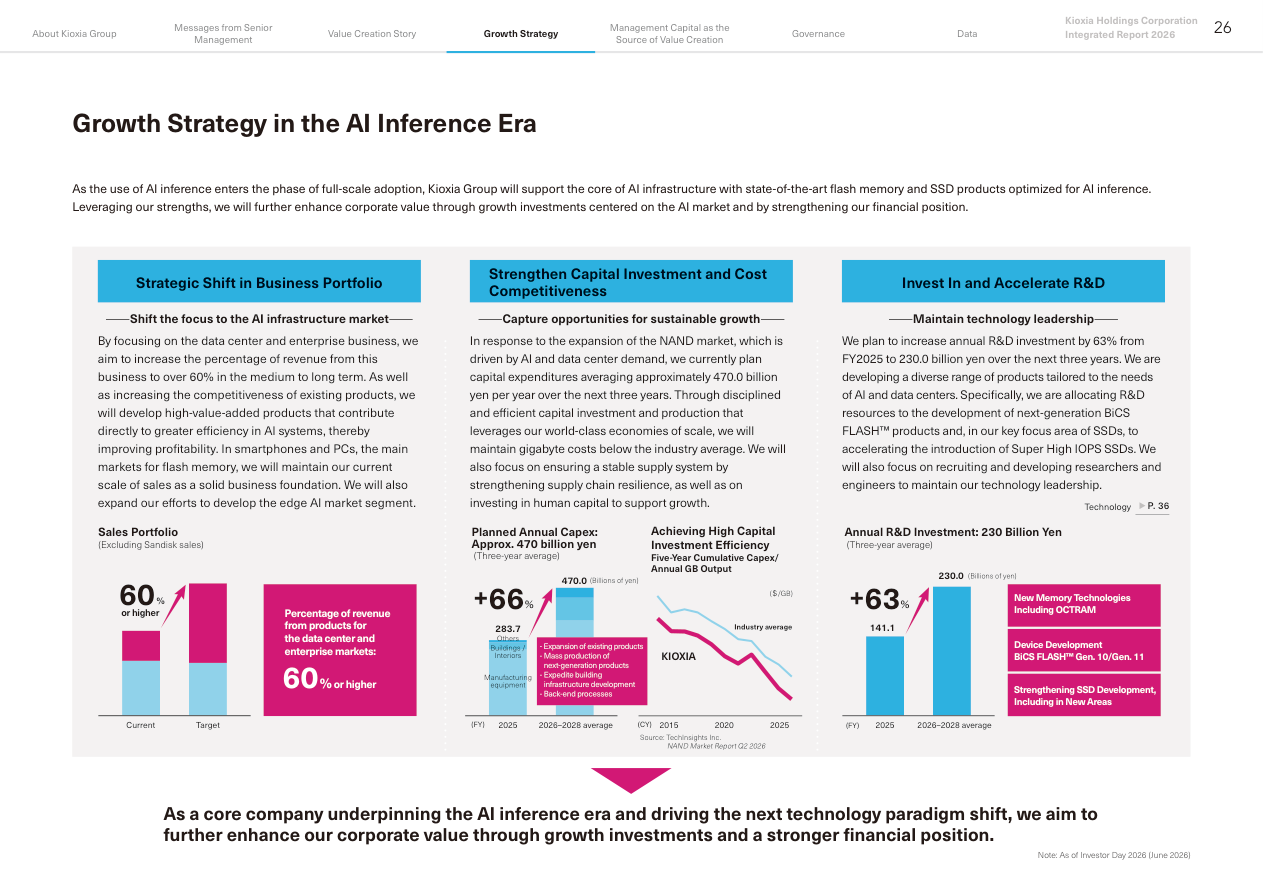 About Kioxia Group
Messages from Senior
Management
Value Creation Story
Growth Strategy
Management Capital as the
Source of Value Creation
Governance
Data
Kioxia Holdings Corporation
Integrated Report 2026
26
Growth Strategy in the AI Inference Era
As the use of AI inference enters the phase of full-scale adoption, Kioxia Group will support the core of AI infrastructure with state-of-the-art flash memory and SSD products optimized for AI inference.
Leveraging our strengths, we will further enhance corporate value through growth investments centered on the AI market and by strengthening our financial position.
Strategic Shift in Business Portfolio
Shift the focus to the AI infrastructure market
By focusing on the data center and enterprise business, we
aim to increase the percentage of revenue from this
business to over 60% in the medium to long term. As well
as increasing the competitiveness of existing products, we
will develop high-value-added products that contribute
directly to greater efficiency in AI systems, thereby
improving profitability. In smartphones and PCs, the main
markets for flash memory, we will maintain our current
scale of sales as a solid business foundation. We will also
expand our efforts to develop the edge AI market segment.
Sales Portfolio
(Excluding Sandisk sales)
60%
or higher
Current
Target
Percentage of revenue
from products for
the data center and
enterprise markets:
60% or higher
Strengthen Capital Investment and Cost
Competitiveness
Capture opportunities for sustainable growth
In response to the expansion of the NAND market, which is
driven by AI and data center demand, we currently plan
capital expenditures averaging approximately 470.0 billion
yen per year over the next three years. Through disciplined
and efficient capital investment and production that
leverages our world-class economies of scale, we will
maintain gigabyte costs below the industry average. We will
also focus on ensuring a stable supply system by
strengthening supply chain resilience, as well as on
investing in human capital to support growth.
Planned Annual Capex:
Approx. 470 billion yen
(Three-year average)
470.0 (Billions of yen)
+66%
283.7
Others
Buildings /
Interiors
Manufacturing
equipment
- Expansion of existing products
- Mass production of
next-generation products
- Expedite building
infrastructure development
- Back-end processes
(FY)
2025
2026–2028 average
Achieving High Capital
Investment Efficiency
Five-Year Cumulative Capex/
Annual GB Output
($/GB)
Industry average
KIOXIA
(CY)
2015
2020
2025
Source: TechInsights Inc.
NAND Market Report Q2 2026
Invest In and Accelerate R&D
Maintain technology leadership
We plan to increase annual R&D investment by 63% from
FY2025 to 230.0 billion yen over the next three years. We are
developing a diverse range of products tailored to the needs
of AI and data centers. Specifically, we are allocating R&D
resources to the development of next-generation BiCS
FLASH™ products and, in our key focus area of SSDs, to
accelerating the introduction of Super High IOPS SSDs. We
will also focus on recruiting and developing researchers and
engineers to maintain our technology leadership.
Technology ▶ P. 36
Annual R&D Investment: 230 Billion Yen
(Three-year average)
230.0 (Billions of yen)
+63%
141.1
(FY)
2025
2026–2028 average
New Memory Technologies
Including OCTRAM
Device Development
BiCS FLASH™ Gen. 10/Gen. 11
Strengthening SSD Development,
Including in New Areas
As a core company underpinning the AI inference era and driving the next technology paradigm shift, we aim to
further enhance our corporate value through growth investments and a stronger financial position.
Note: As of Investor Day 2026 (June 2026)